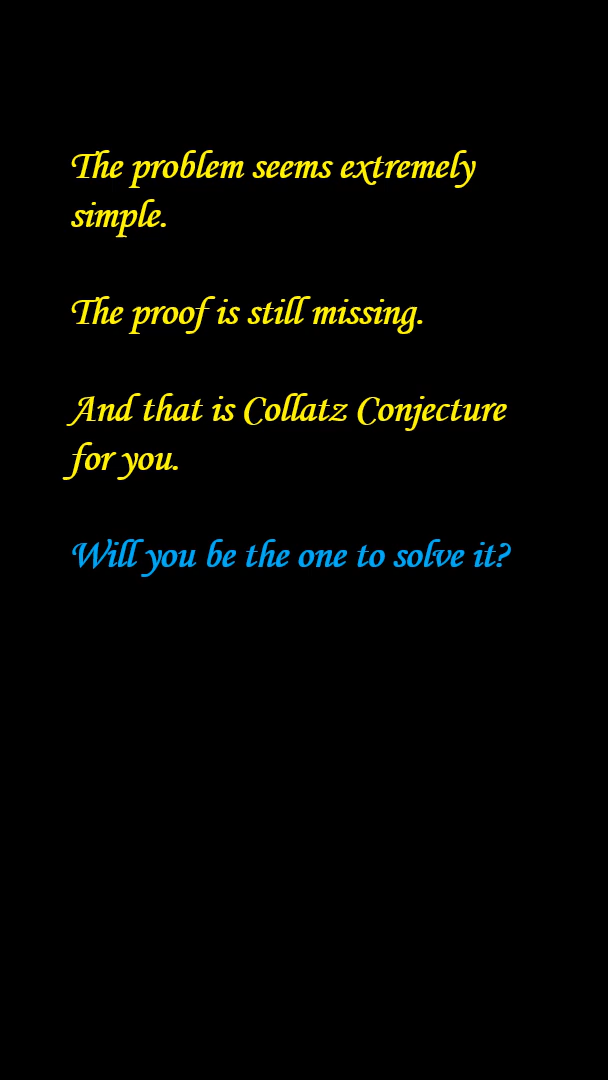 The problem seems extremely
simple.
The proof is still missing.
And that is Collatz Conjecture
for you.
Will you be the one to solve it?